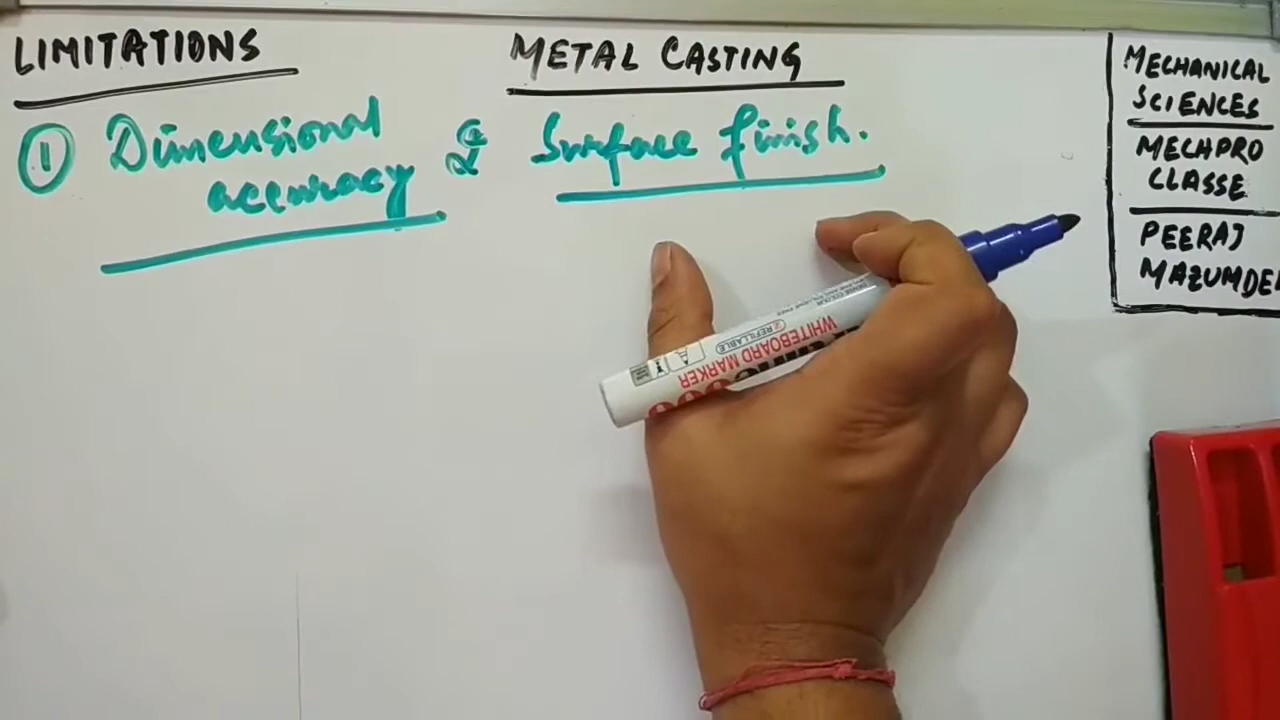 LIMITATIONS
METAL CASTING
① Dimensional
accuracy & Surface finish.
MECHANICAL
SCIENCES
MECHPRO
CLASSE
PEERAJ
MAZUMDE
WHITEBOARD MARKER
REFILLABLE